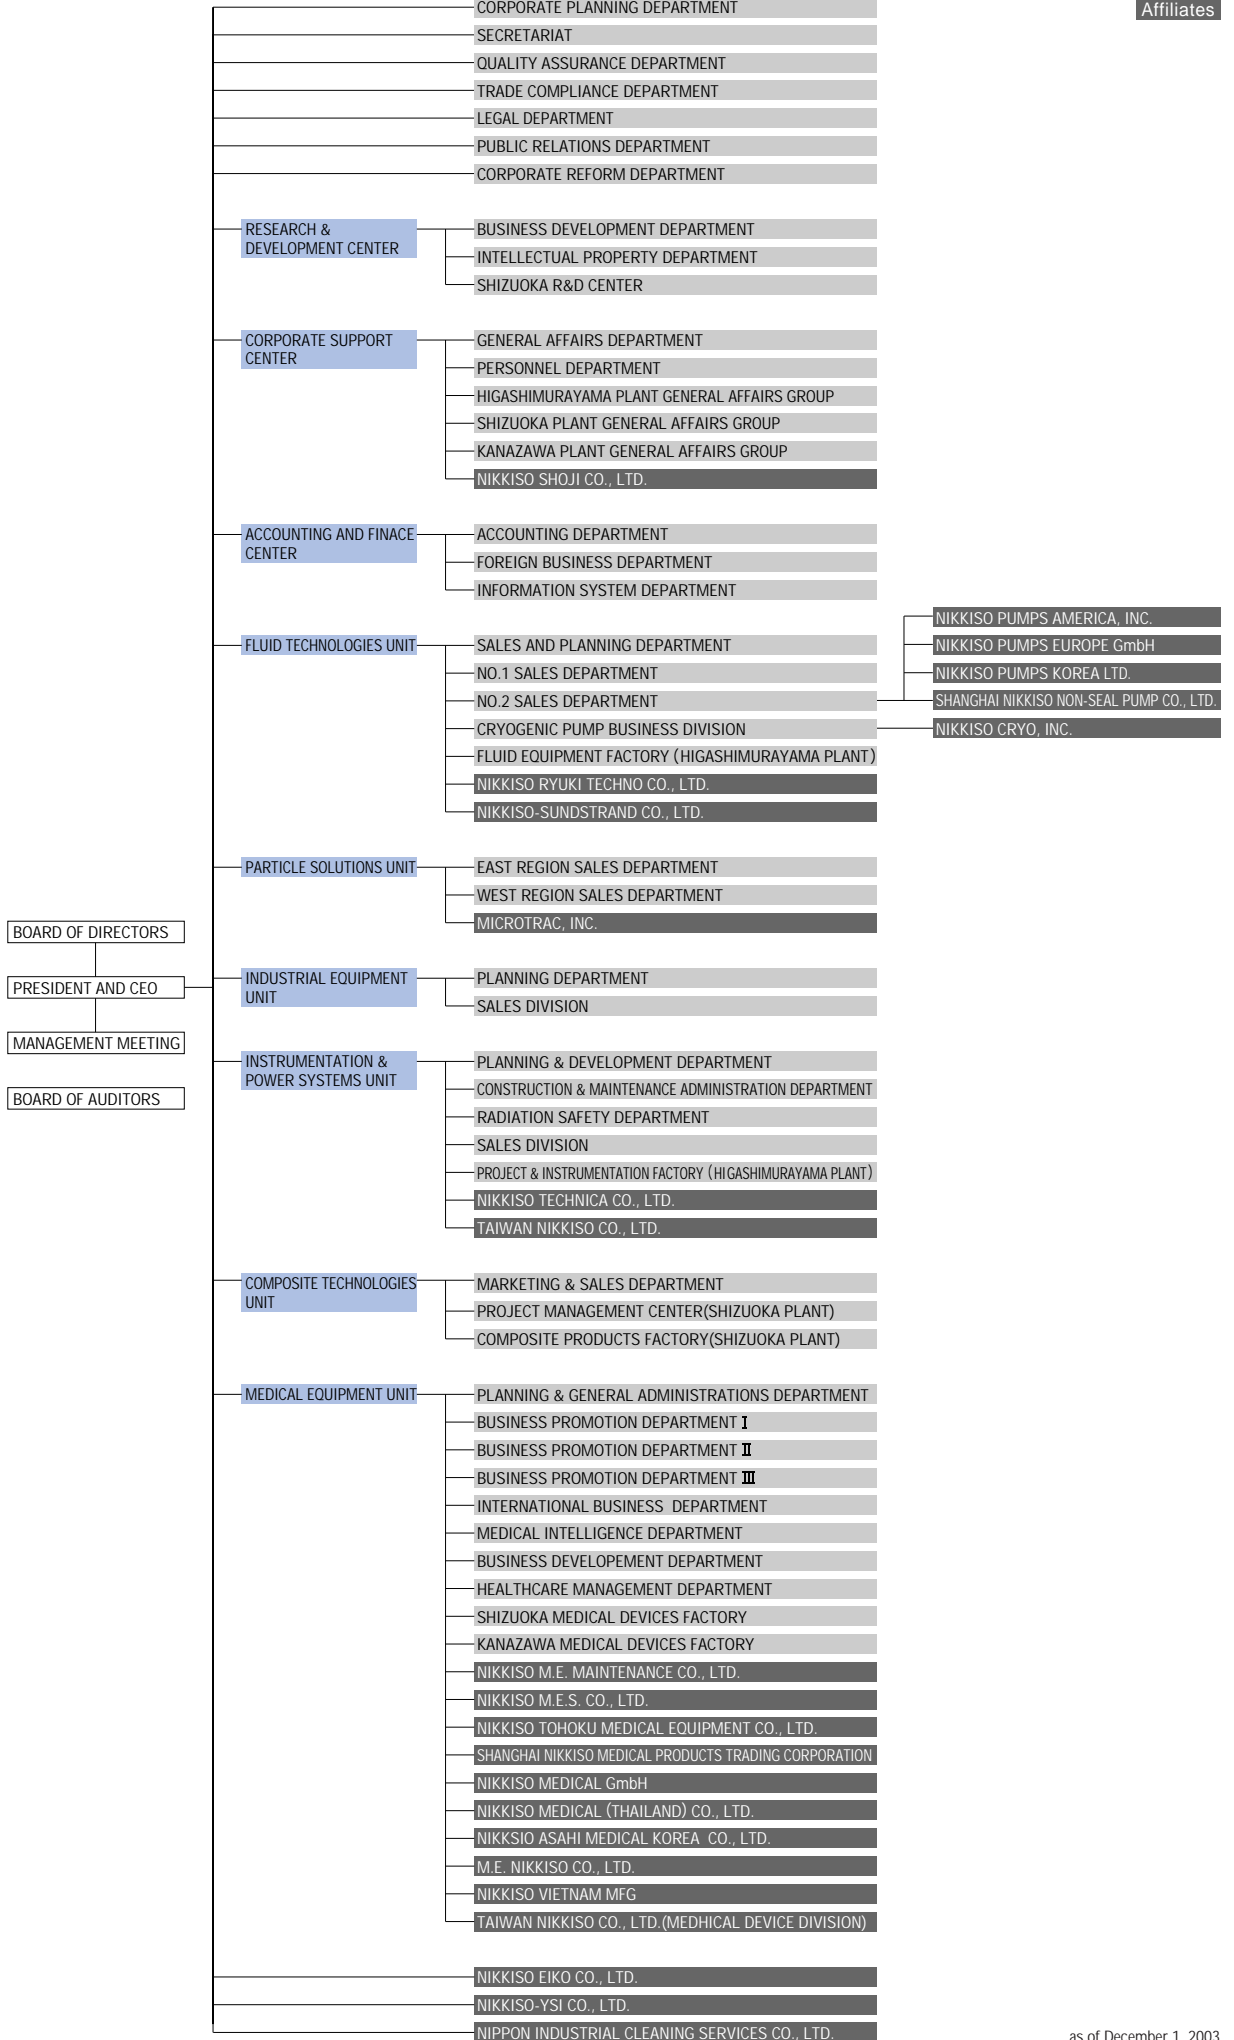 CORPORATE PLANNING DEPARTMENT
Affiliates
SECRETARIAT
QUALITY ASSURANCE DEPARTMENT
TRADE COMPLIANCE DEPARTMENT
LEGAL DEPARTMENT
PUBLIC RELATIONS DEPARTMENT
CORPORATE REFORM DEPARTMENT
RESEARCH &
DEVELOPMENT CENTER
BUSINESS DEVELOPMENT DEPARTMENT
INTELLECTUAL PROPERTY DEPARTMENT
SHIZUOKA R&D CENTER
CORPORATE SUPPORT
CENTER
GENERAL AFFAIRS DEPARTMENT
PERSONNEL DEPARTMENT
HIGASHIMURAYAMA PLANT GENERAL AFFAIRS GROUP
SHIZUOKA PLANT GENERAL AFFAIRS GROUP
KANAZAWA PLANT GENERAL AFFAIRS GROUP
NIKKISO SHOJI CO., LTD.
ACCOUNTING AND FINACE
CENTER
ACCOUNTING DEPARTMENT
FOREIGN BUSINESS DEPARTMENT
INFORMATION SYSTEM DEPARTMENT
FLUID TECHNOLOGIES UNIT
SALES AND PLANNING DEPARTMENT
NO.1 SALES DEPARTMENT
NO.2 SALES DEPARTMENT
CRYOGENIC PUMP BUSINESS DIVISION
FLUID EQUIPMENT FACTORY (HIGASHIMURAYAMA PLANT)
NIKKISO RYUKI TECHNO CO., LTD.
NIKKISO-SUNDSTRAND CO., LTD.
NIKKISO PUMPS AMERICA, INC.
NIKKISO PUMPS EUROPE GmbH
NIKKISO PUMPS KOREA LTD.
SHANGHAI NIKKISO NON-SEAL PUMP CO., LTD.
NIKKISO CRYO, INC.
PARTICLE SOLUTIONS UNIT
EAST REGION SALES DEPARTMENT
WEST REGION SALES DEPARTMENT
MICROTRAC, INC.
BOARD OF DIRECTORS
PRESIDENT AND CEO
MANAGEMENT MEETING
BOARD OF AUDITORS
INDUSTRIAL EQUIPMENT
UNIT
PLANNING DEPARTMENT
SALES DIVISION
INSTRUMENTATION &
POWER SYSTEMS UNIT
PLANNING & DEVELOPMENT DEPARTMENT
CONSTRUCTION & MAINTENANCE ADMINISTRATION DEPARTMENT
RADIATION SAFETY DEPARTMENT
SALES DIVISION
PROJECT & INSTRUMENTATION FACTORY (HIGASHIMURAYAMA PLANT)
NIKKISO TECHNICA CO., LTD.
TAIWAN NIKKISO CO., LTD.
COMPOSITE TECHNOLOGIES
UNIT
MARKETING & SALES DEPARTMENT
PROJECT MANAGEMENT CENTER(SHIZUOKA PLANT)
COMPOSITE PRODUCTS FACTORY(SHIZUOKA PLANT)
MEDICAL EQUIPMENT UNIT
PLANNING & GENERAL ADMINISTRATIONS DEPARTMENT
BUSINESS PROMOTION DEPARTMENT I
BUSINESS PROMOTION DEPARTMENT II
BUSINESS PROMOTION DEPARTMENT III
INTERNATIONAL BUSINESS DEPARTMENT
MEDICAL INTELLIGENCE DEPARTMENT
BUSINESS DEVELOPEMENT DEPARTMENT
HEALTHCARE MANAGEMENT DEPARTMENT
SHIZUOKA MEDICAL DEVICES FACTORY
KANAZAWA MEDICAL DEVICES FACTORY
NIKKISO M.E. MAINTENANCE CO., LTD.
NIKKISO M.E.S. CO., LTD.
NIKKISO TOHOKU MEDICAL EQUIPMENT CO., LTD.
SHANGHAI NIKKISO MEDICAL PRODUCTS TRADING CORPORATION
NIKKISO MEDICAL GmbH
NIKKISO MEDICAL (THAILAND) CO., LTD.
NIKKSIO ASAHI MEDICAL KOREA CO., LTD.
M.E. NIKKISO CO., LTD.
NIKKISO VIETNAM MFG
TAIWAN NIKKISO CO., LTD.(MEDHICAL DEVICE DIVISION)
NIKKISO EIKO CO., LTD.
NIKKISO-YSI CO., LTD.
NIPPON INDUSTRIAL CLEANING SERVICES CO., LTD.
as of December 1, 2003